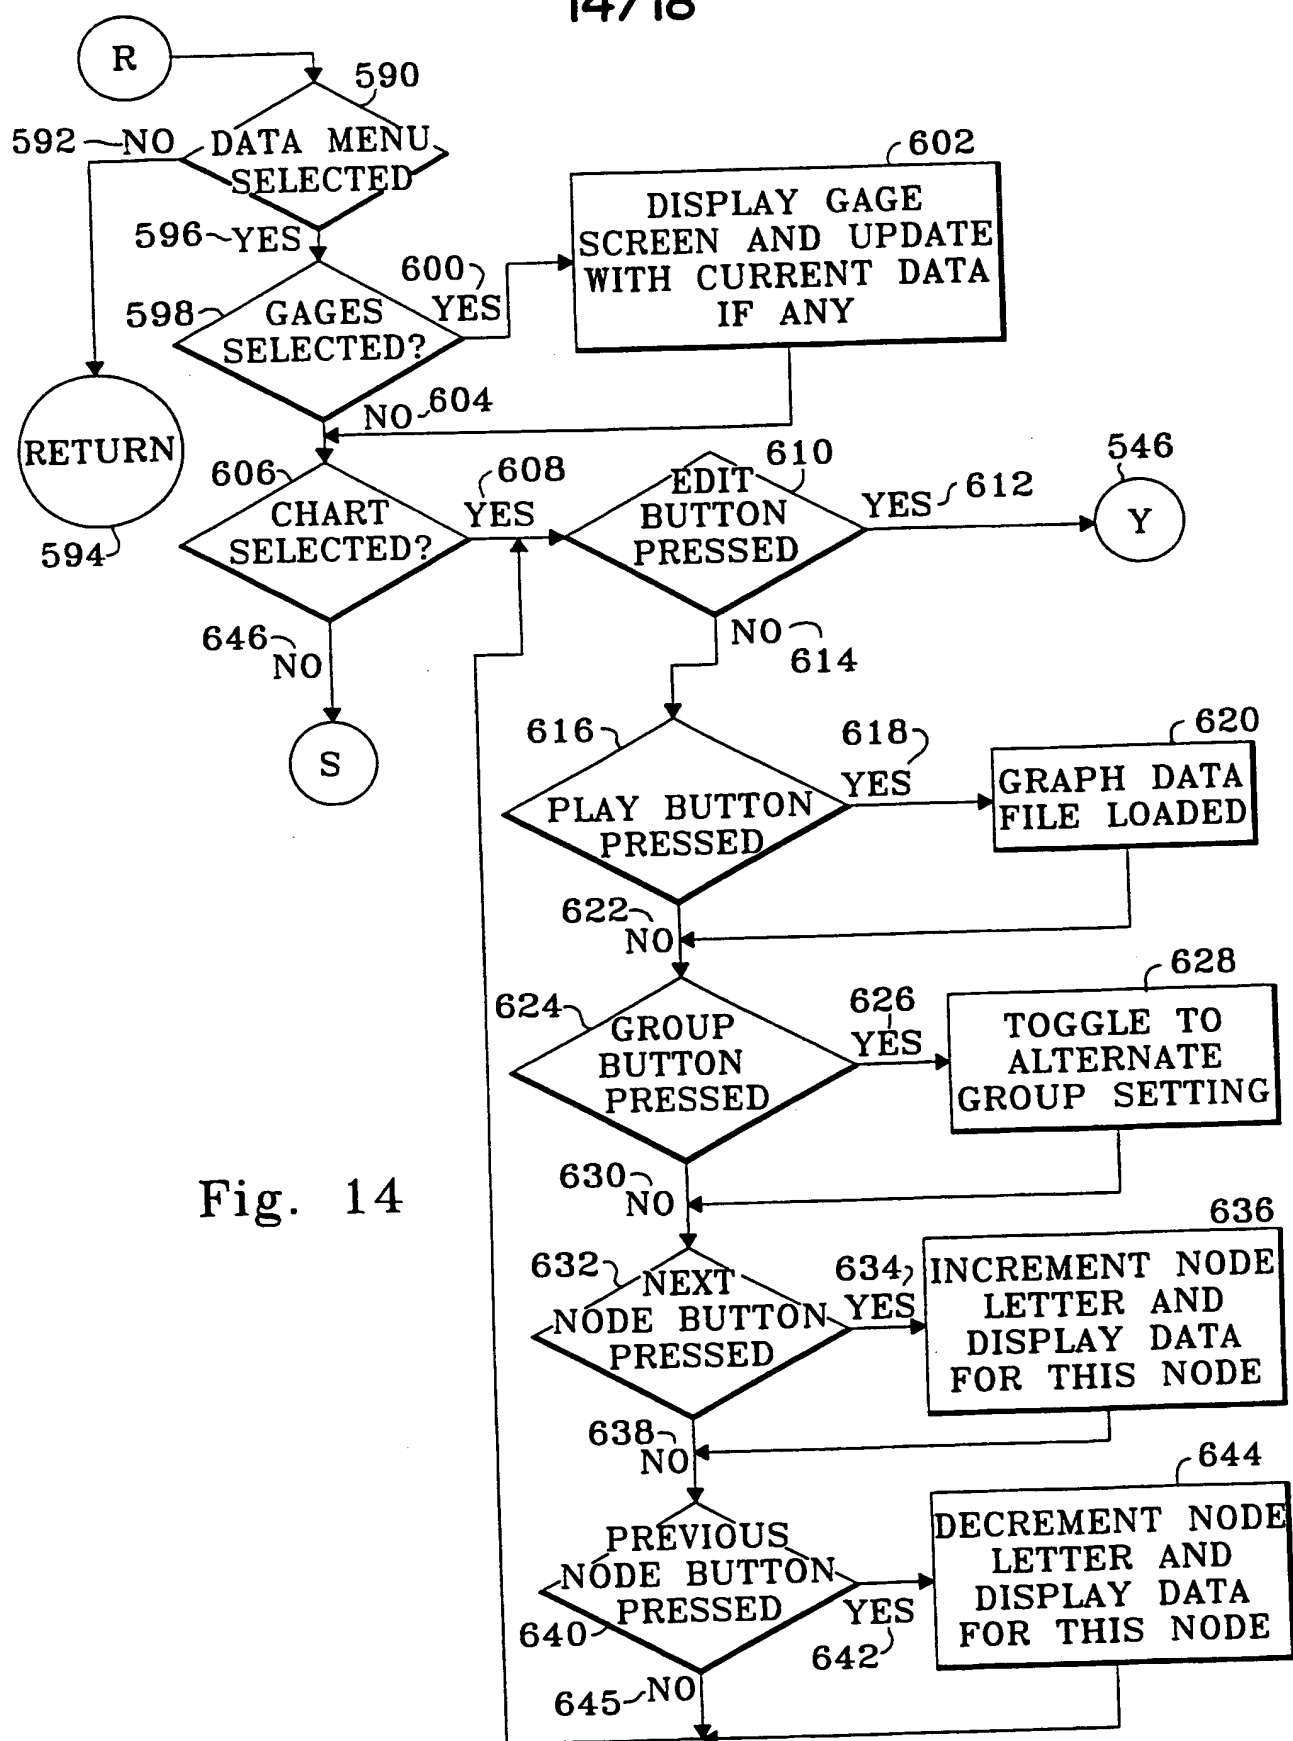 14/18
R
590
592 NO
DATA MENU
SELECTED
596 YES
602
DISPLAY GAGE
SCREEN AND UPDATE
WITH CURRENT DATA
IF ANY
600
YES
598
GAGES
SELECTED?
NO 604
RETURN
594
606
CHART
SELECTED?
608
YES
610
EDIT
BUTTON
PRESSED
YES 612
546
Y
646
NO
S
NO
614
616
PLAY BUTTON
PRESSED
618
YES
620
GRAPH DATA
FILE LOADED
622
NO
624
GROUP
BUTTON
PRESSED
626
YES
628
TOGGLE TO
ALTERNATE
GROUP SETTING
630
NO
Fig. 14
632
NEXT
NODE BUTTON
PRESSED
634
YES
636
INCREMENT NODE
LETTER AND
DISPLAY DATA
FOR THIS NODE
638
NO
640
PREVIOUS
NODE BUTTON
PRESSED
YES
642
644
DECREMENT NODE
LETTER AND
DISPLAY DATA
FOR THIS NODE
645 NO